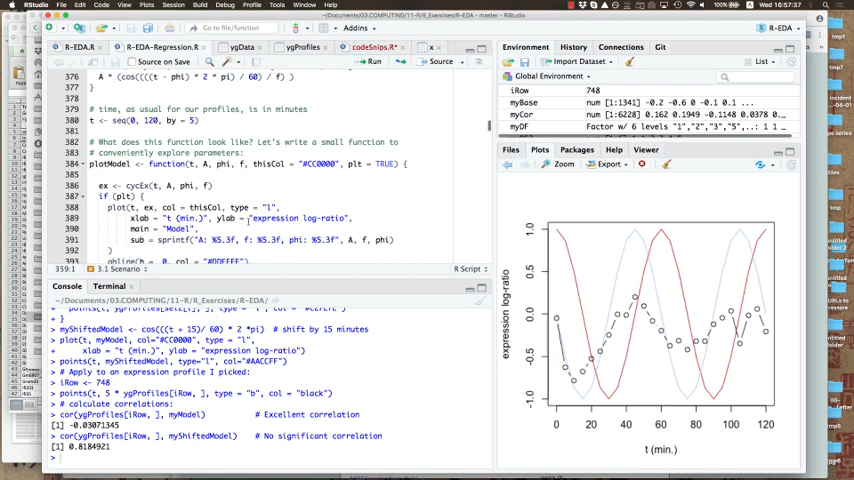 RStudio File Edit Code View Plots Session Build Debug Profile Tools Window Help
100% Sun 16:57:37
~/Documents/03.COMPUTING/11-R/R_Exercises/R-EDA - master - RStudio
Go to file/function
Addins
R-EDA
R-EDA.R
R-EDA-Regression.R
ygData
ygProfiles
codeSnips.R*
x
Source on Save
Run
Source
376 A * (cos((((t - phi) * 2 * pi) / 60) / f) )
377 }
378
379 # time, as usual for our profiles, is in minutes
380 t <- seq(0, 120, by = 5)
381
382 # What does this function look like? Let's write a small function to
383 # conveniently explore parameters:
384 plotModel <- function(t, A, phi, f, thisCol = "#CC0000", plt = TRUE) {
385
386 ex <- cycEx(t, A, phi, f)
387 if (plt) {
388 plot(t, ex, col = thisCol, type = "l",
389 xlab = "t (min.)", ylab = "expression log-ratio",
390 main = "Model",
391 sub = sprintf("A: %5.3f, f: %5.3f, phi: %5.3f", A, f, phi)
392 )
393 abline(h = 0, col = "#DDEEEE")
359:1
3.1 Scenario
R Script
Console
Terminal
~/Documents/03.COMPUTING/11-R/R_Exercises/R-EDA/
+ }
> myShiftedModel <- cos(((t + 15)/ 60) * 2 *pi) # shift by 15 minutes
> plot(t, myModel, col="#CC0000", type = "l",
+ xlab = "t (min.)", ylab = "expression log-ratio")
> points(t, myShiftedModel, type="l", col="#AACCFF")
> # Apply to an expression profile I picked:
> iRow <- 748
> points(t, 5 * ygProfiles[iRow, ], type = "b", col = "black")
> # calculate correlations:
> cor(ygProfiles[iRow, ], myModel) # Excellent correlation
[1] -0.03071345
> cor(ygProfiles[iRow, ], myShiftedModel) # No significant correlation
[1] 0.8184921
>
Environment
History
Connections
Git
Import Dataset
List
Global Environment
iRow 748
myBase num [1:1341] -0.2 -0.6 0 -0.1 0.1 ...
myCor num [1:6228] 0.162 0.1949 -0.1148 0.0378 0.…
myDF Factor w/ 6 levels "1","2","3","5",..: 1 1 …
Files
Plots
Packages
Help
Viewer
Zoom
Export
1.0
0.5
0.0
-0.5
-1.0
expression log-ratio
0 20 40 60 80 100 120
t (min.)